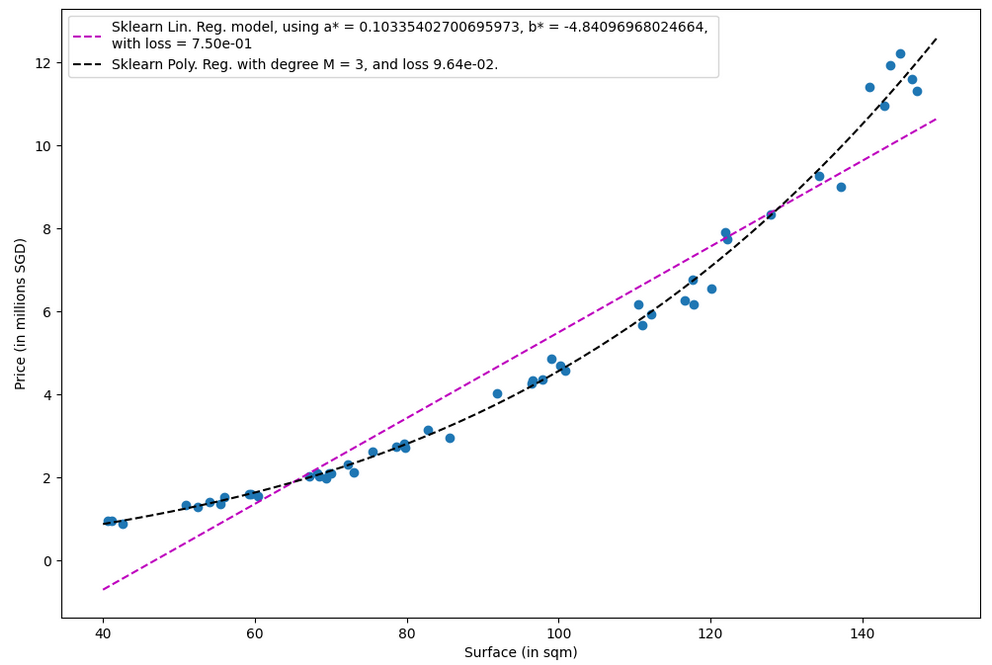 Sklearn Lin. Reg. model, using a* = 0.10335402700695973, b* = -4.84096968024664,
with loss = 7.50e-01
Sklearn Poly. Reg. with degree M = 3, and loss 9.64e-02.
12
10
8
6
4
2
0
Price (in millions SGD)
40 60 80 100 120 140
Surface (in sqm)